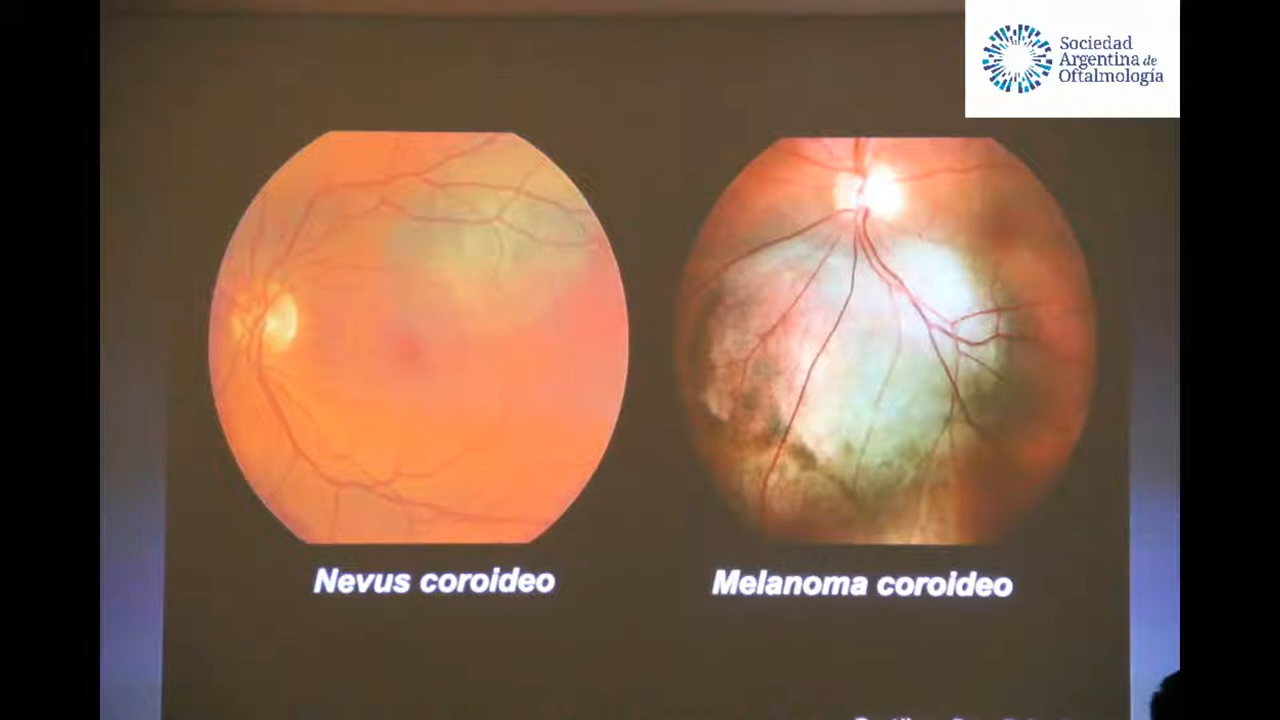 Sociedad
Argentina de
Oftalmología
Nevus coroideo
Melanoma coroideo